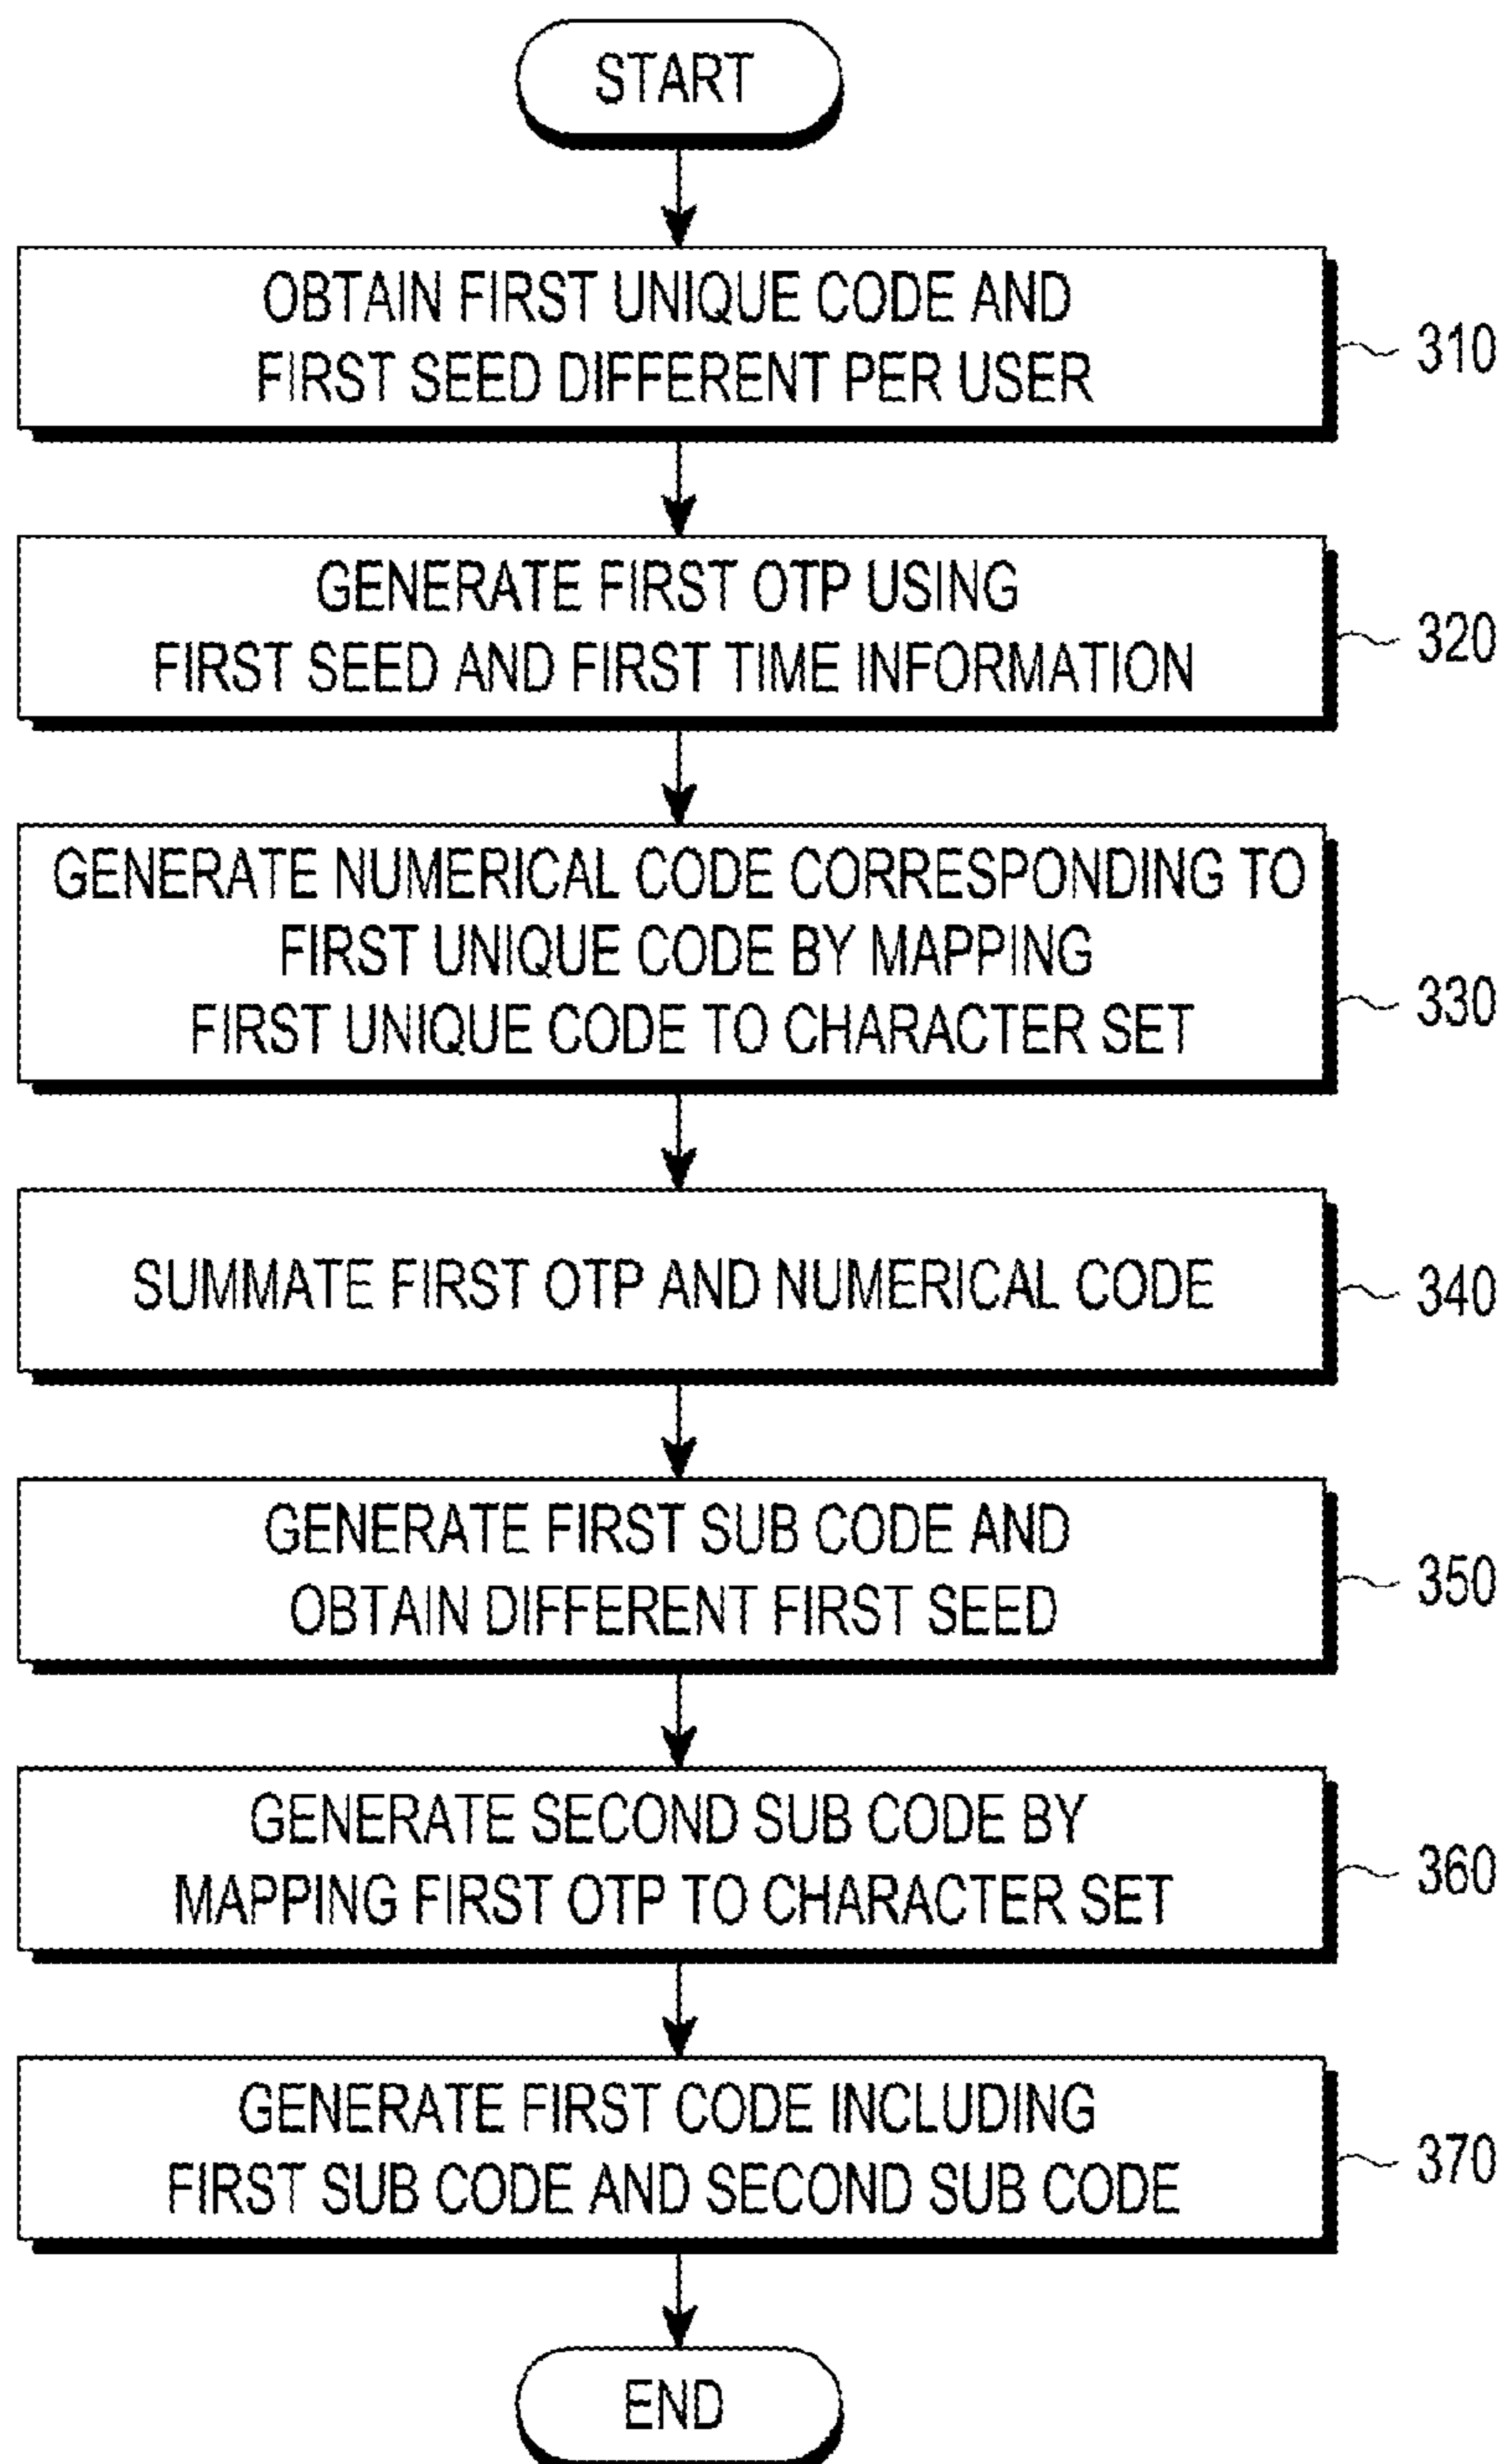 START
OBTAIN FIRST UNIQUE CODE AND
FIRST SEED DIFFERENT PER USER
310
GENERATE FIRST OTP USING
FIRST SEED AND FIRST TIME INFORMATION
320
GENERATE NUMERICAL CODE CORRESPONDING TO
FIRST UNIQUE CODE BY MAPPING
FIRST UNIQUE CODE TO CHARACTER SET
330
SUMMATE FIRST OTP AND NUMERICAL CODE
340
GENERATE FIRST SUB CODE AND
OBTAIN DIFFERENT FIRST SEED
350
GENERATE SECOND SUB CODE BY
MAPPING FIRST OTP TO CHARACTER SET
360
GENERATE FIRST CODE INCLUDING
FIRST SUB CODE AND SECOND SUB CODE
370
END